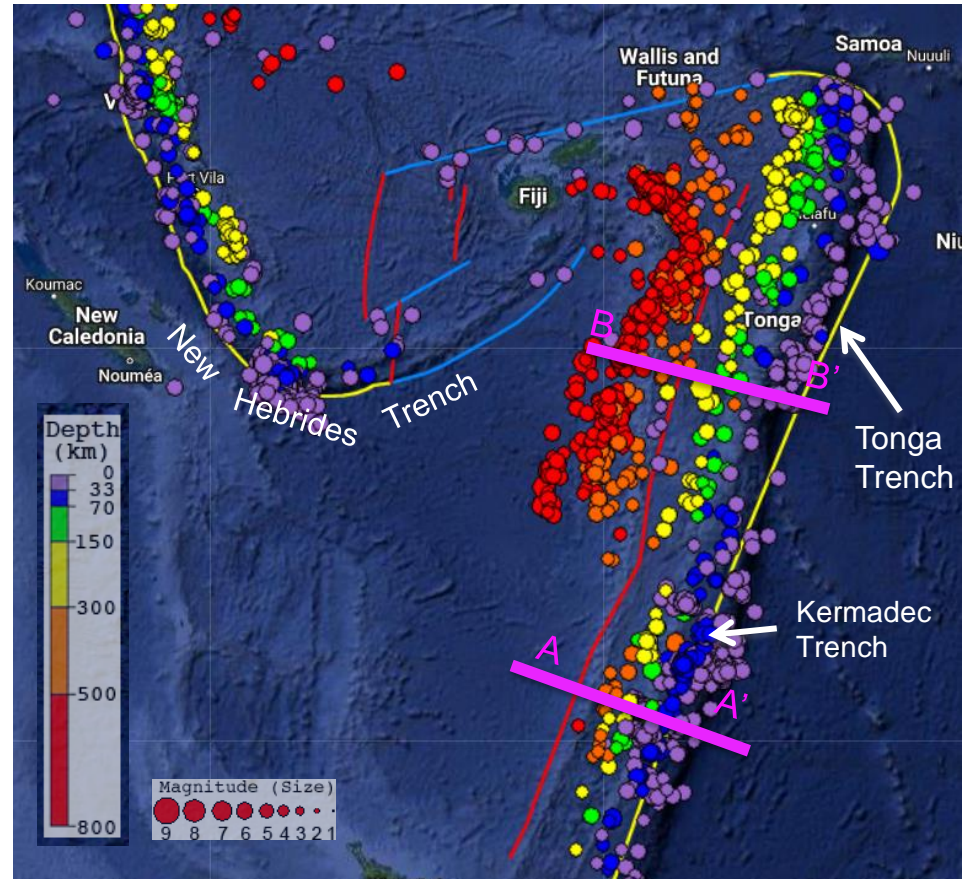 Samoa
Nuuuli
Wallis and
Futuna
V
Port Vila
Fiji
Niu
Koumac
New
Caledonia
Nouméa
New
Hebrides
Trench
Tonga
B
B'
Tonga
Trench
Kermadec
Trench
A
A'
Depth
(km)
0
33
70
150
300
500
800
Magnitude (Size)
9 8 7 6 5 4 3 2 1